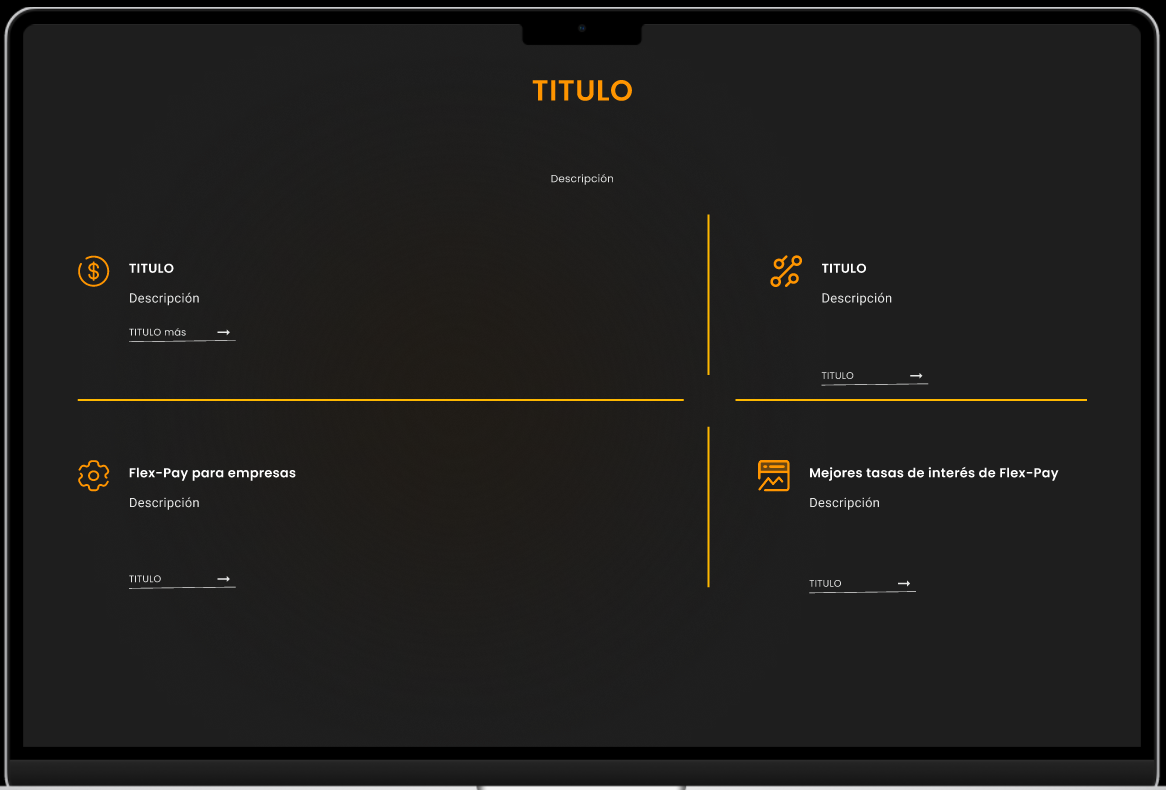 TITULO
Descripción
TITULO
Descripción
TITULO más
TITULO
Descripción
TITULO
Flex-Pay para empresas
Descripción
TITULO
Mejores tasas de interés de Flex-Pay
Descripción
TITULO